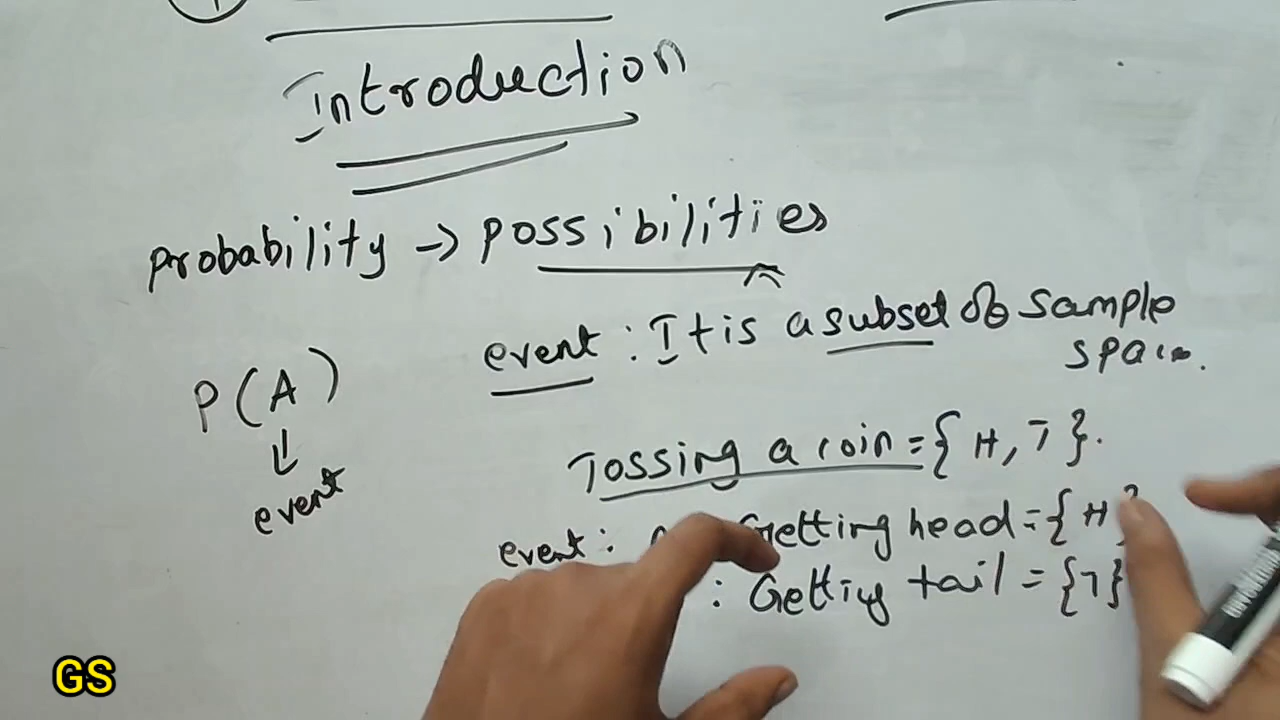 Introduction
Probability → Possibilities
event : It is a subset of sample
space.
P(A)
⇓
event
Tossing a coin = {H, T}.
event : Getting head = {H}
: Getting tail = {T}
GS